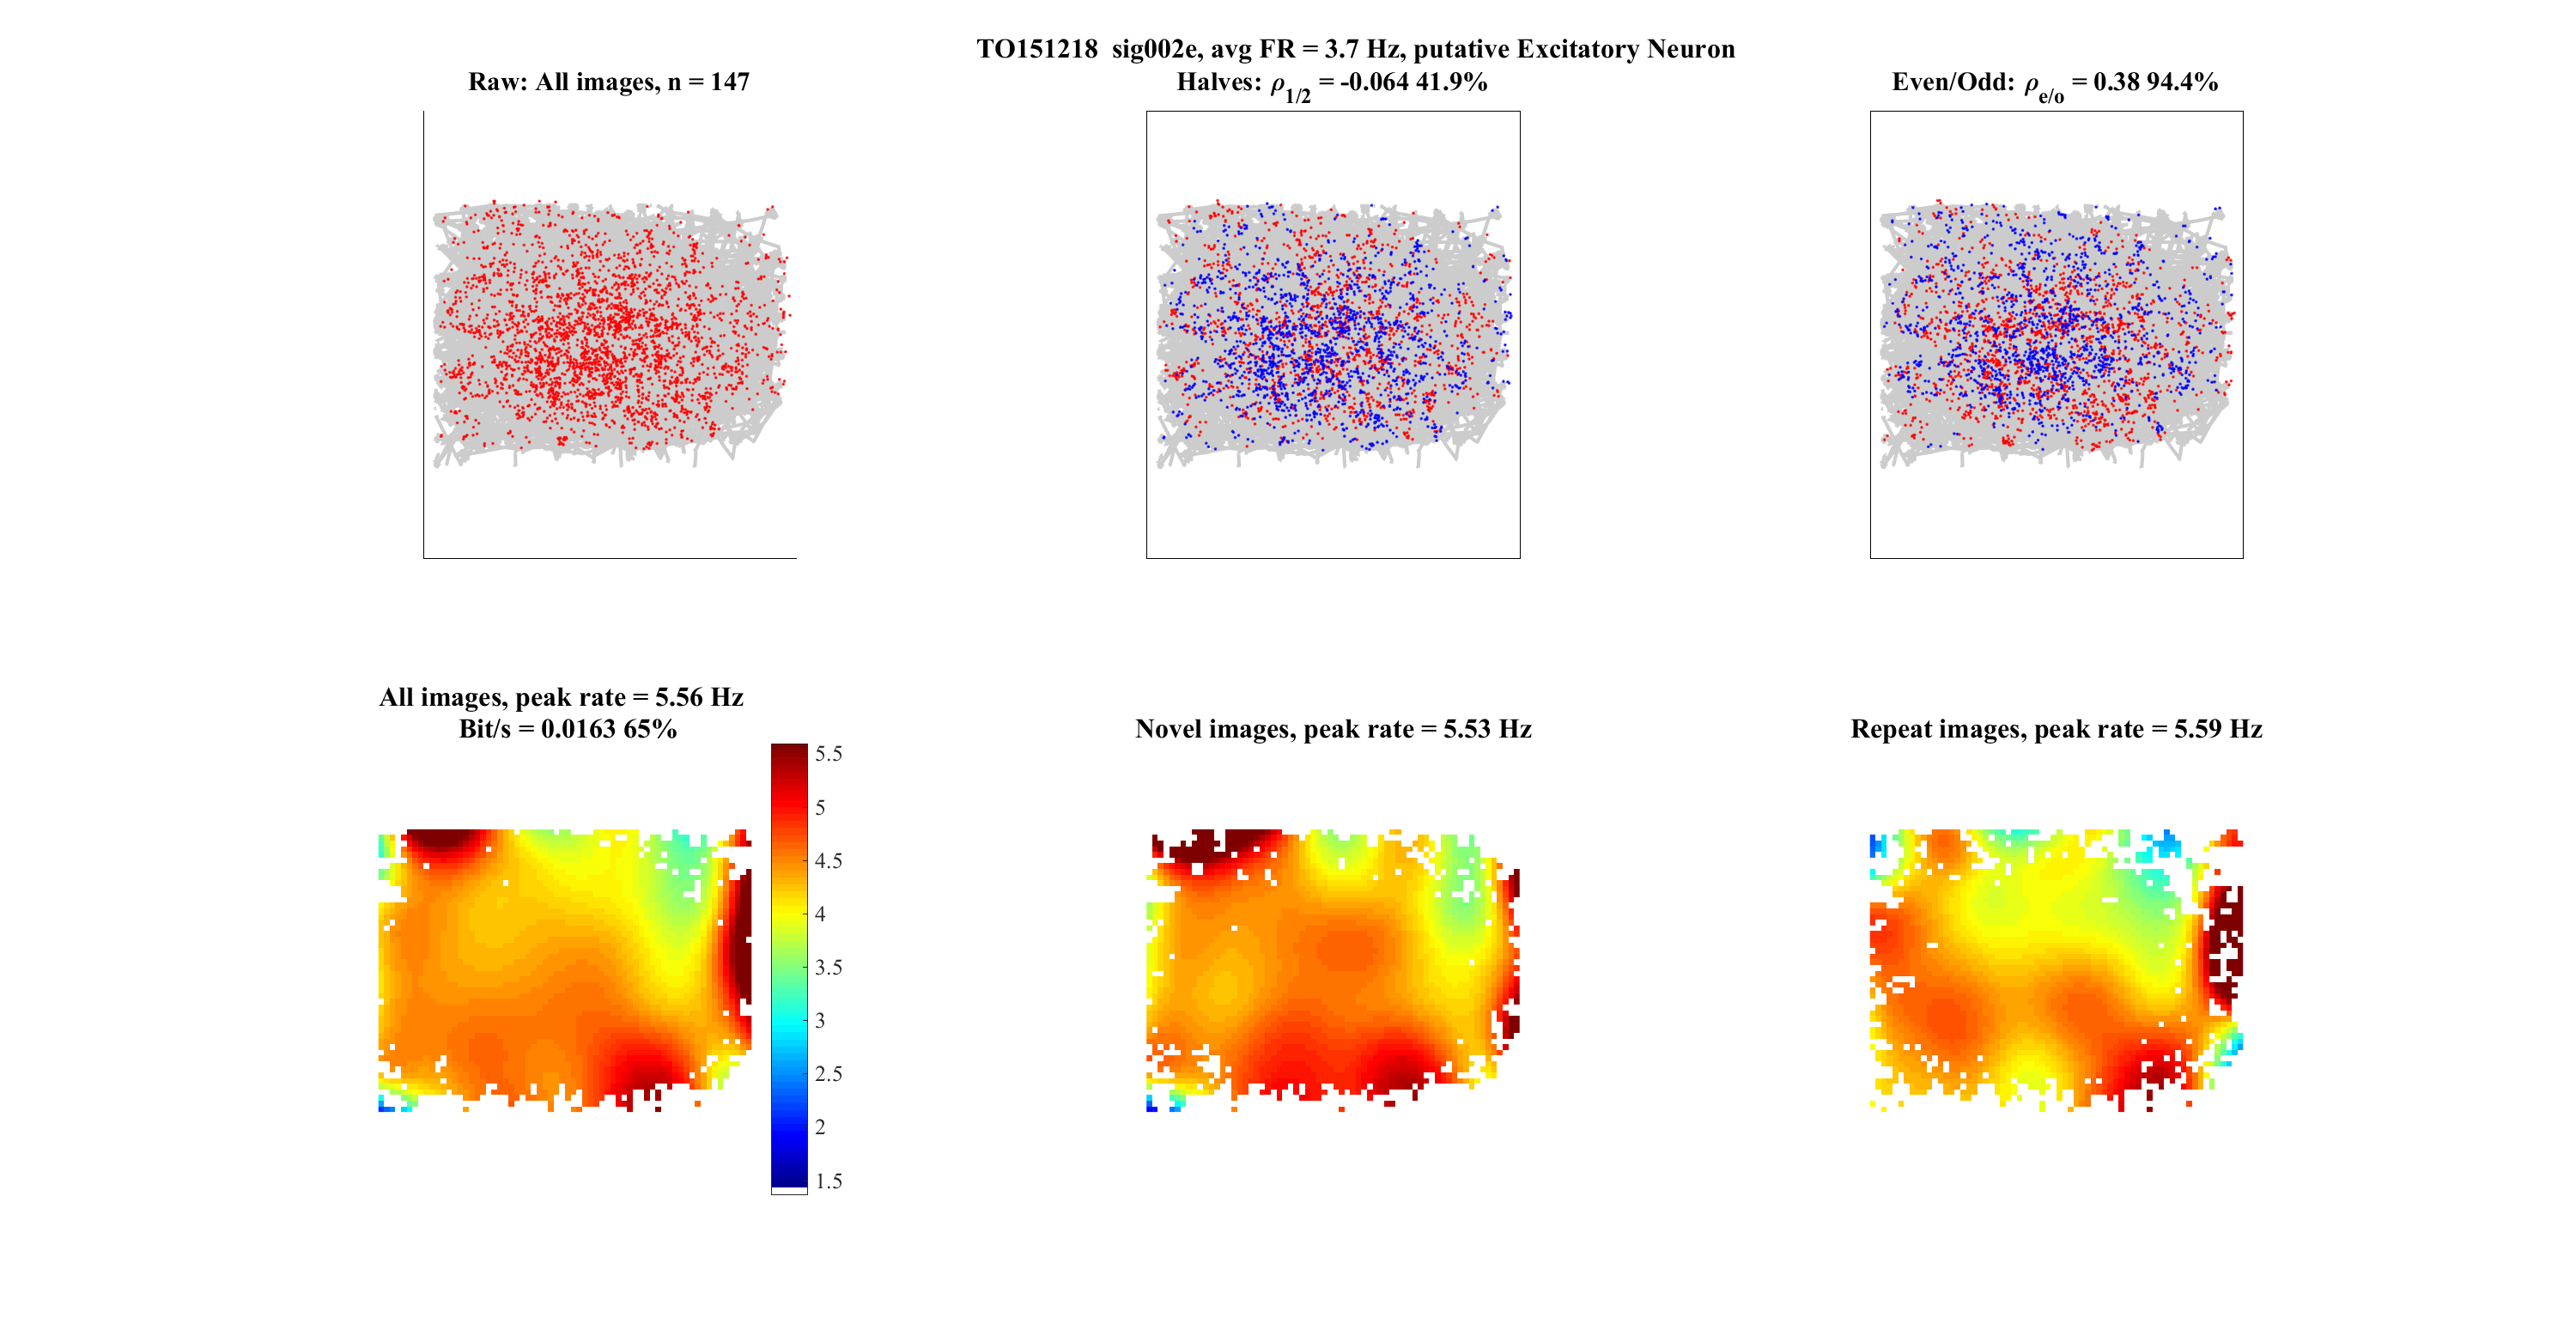 TO151218 sig002e, avg FR = 3.7 Hz, putative Excitatory Neuron
Raw: All images, n = 147
Halves: ρ1/2 = -0.064 41.9%
Even/Odd: ρe/o = 0.38 94.4%
All images, peak rate = 5.56 Hz
Bit/s = 0.0163 65%
Novel images, peak rate = 5.53 Hz
Repeat images, peak rate = 5.59 Hz
5.5
5
4.5
4
3.5
3
2.5
2
1.5